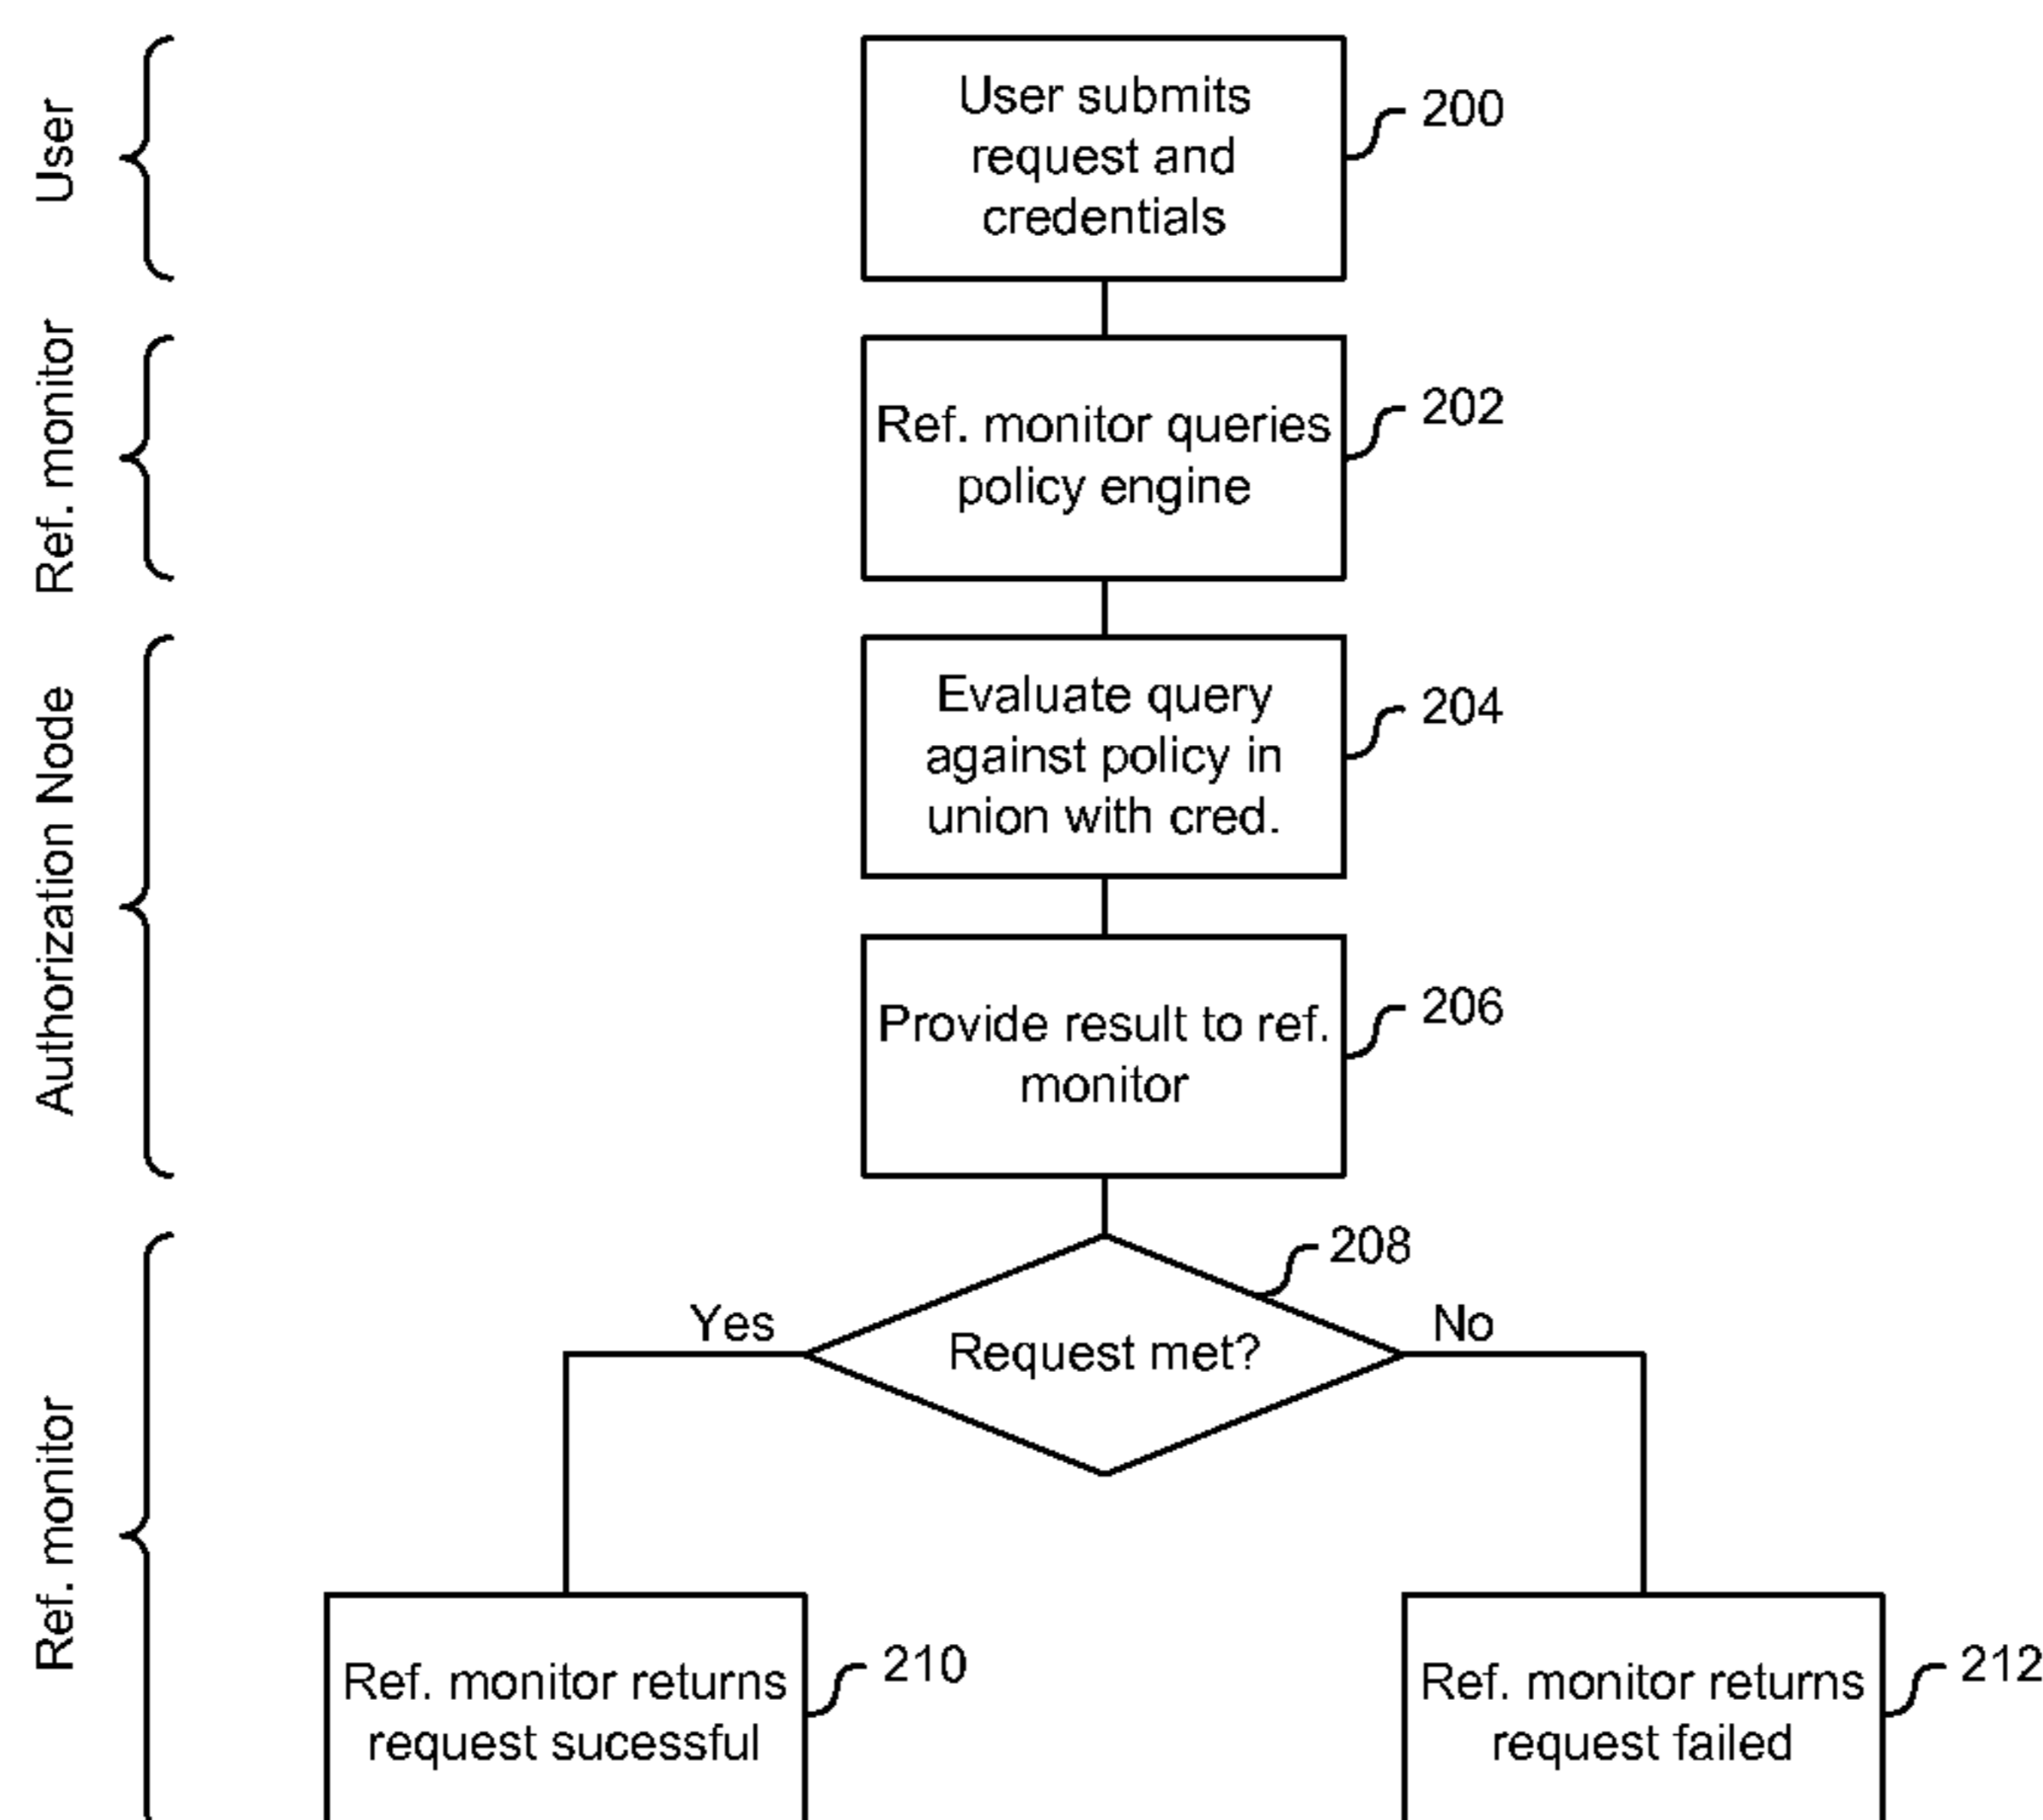 User
User submits
request and
credentials
200
Ref. monitor
Ref. monitor queries
policy engine
202
Authorization Node
Evaluate query
against policy in
union with cred.
204
Provide result to ref.
monitor
206
Ref. monitor
208
Yes
Request met?
No
Ref. monitor returns
request sucessful
210
Ref. monitor returns
request failed
212